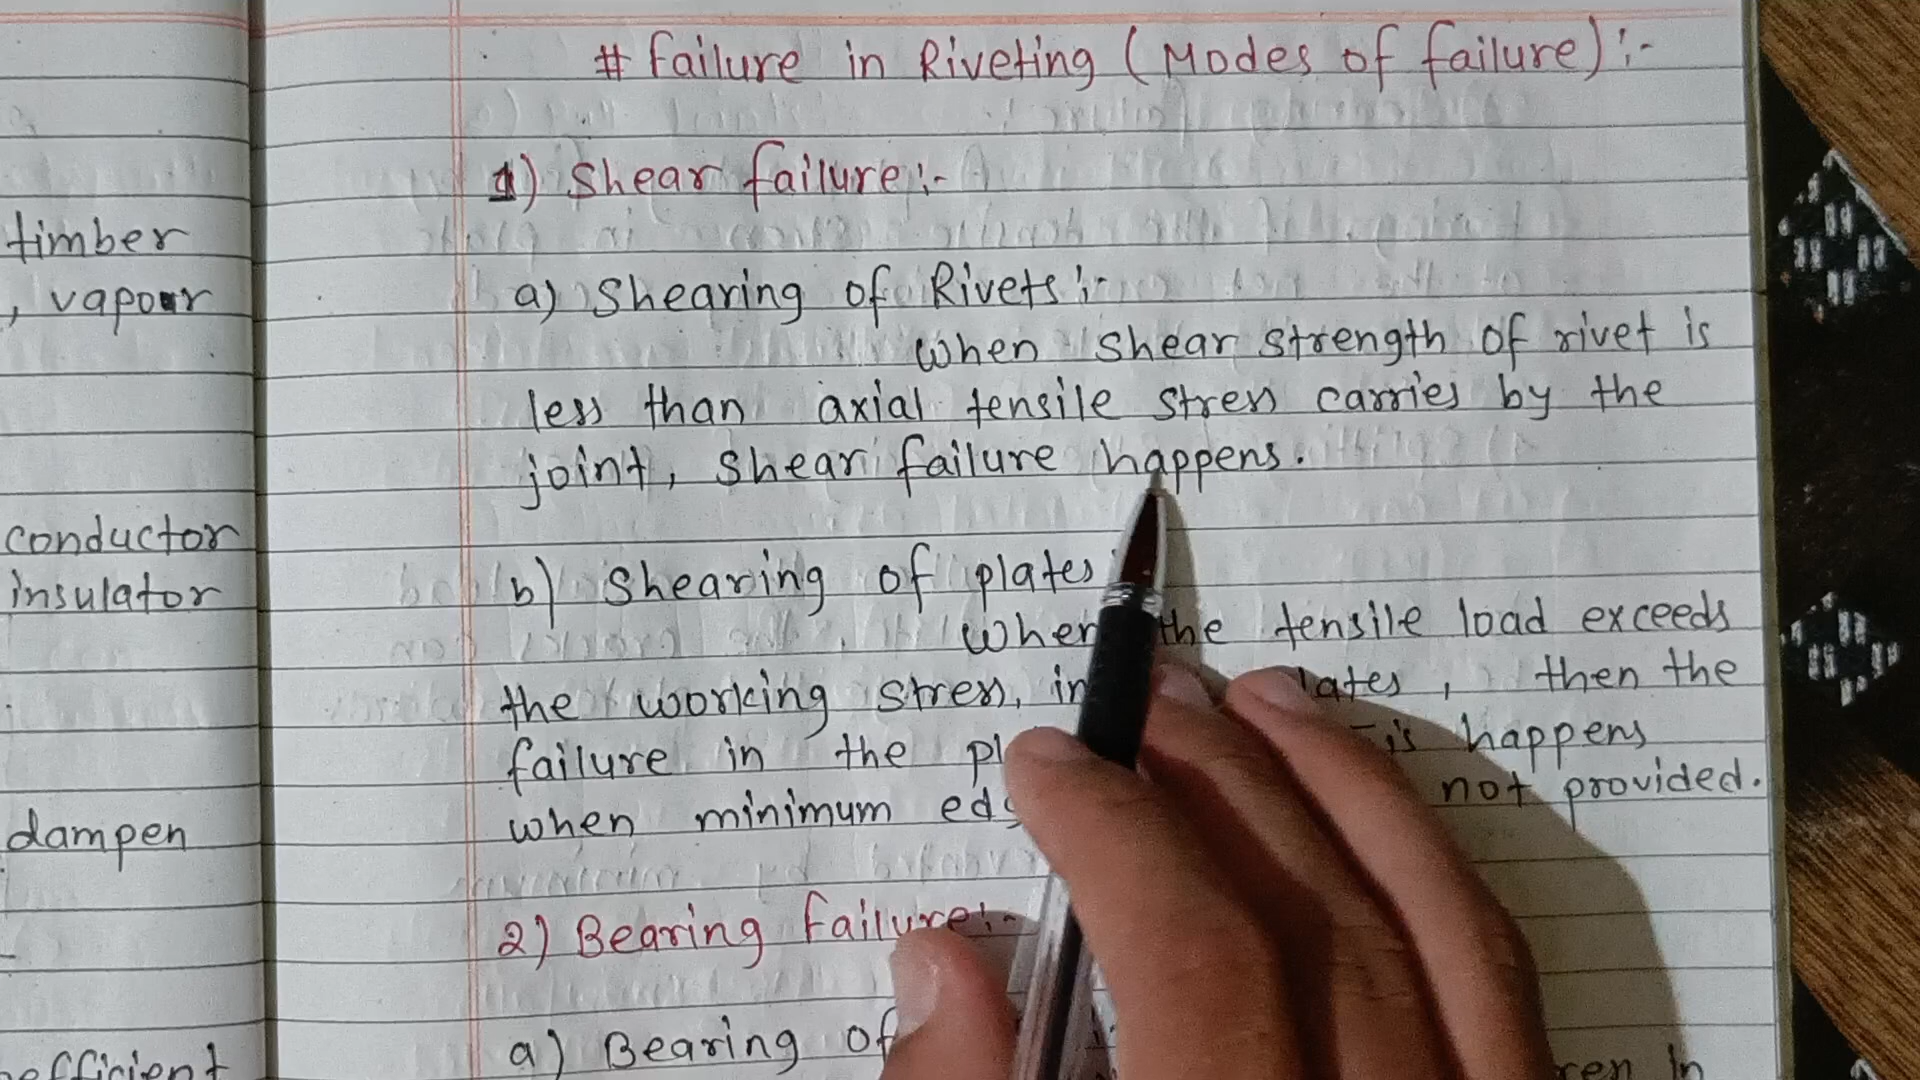 timber
, vapour
conductor
insulator
dampen
# Failure in Riveting (Modes of failure) :-
1) Shear failure :-
a) Shearing of Rivets :-
When shear strength of rivet is
less than axial tensile stress carries by the
joint, shear failure happens.
b) Shearing of plates
When the tensile load exceeds
the working stress, in , then the
failure in the is happens
when minimum not provided.
2) Bearing Failure :-
a) Bearing of
in